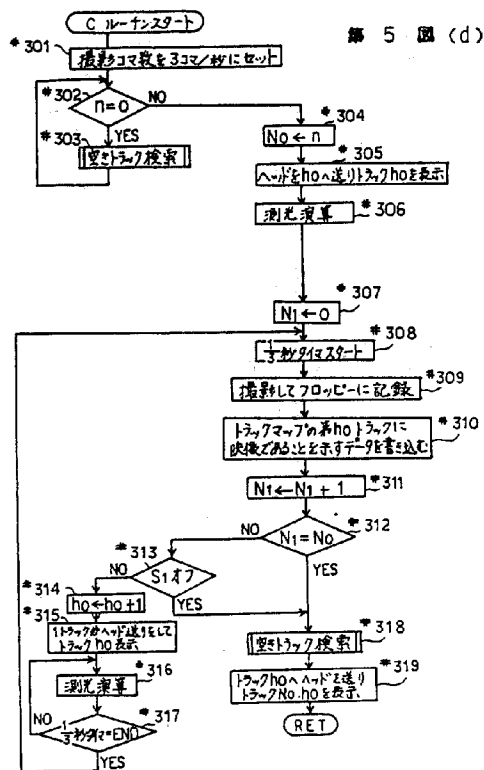 第 5 図 (d)
C ルーチンスタート
*301
撮影コマ数を3コマ/秒にセット
*302
n=0
NO
YES
*303
空きトラック検索
*304
N0←n
*305
ヘッドをh0へ送りトラックh0を表示
測光演算
*306
*307
N1←0
*308
1/3秒タイマスタート
*309
撮影してフロッピーに記録
トラックマップの第h0トラックに
映像であることを示すデータを書き込む
*310
N1←N1+1
*311
*312
N1=N0
NO
YES
*313
S1オフ
NO
YES
*314
h0←h0+1
*315
1トラック分ヘッド送りをして
トラックh0表示
*316
測光演算
*317
1/3秒タイマ=END
NO
YES
*318
空きトラック検索
*319
トラックh0へヘッドを送り
トラックNo.h0を表示.
RET